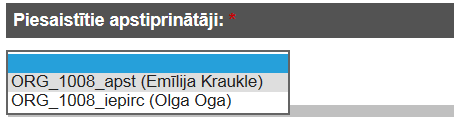 Piesaistītie apstiprinātāji: *
ORG_1008_apst (Emīlija Kraukle)
ORG_1008_iepirc (Olga Oga)